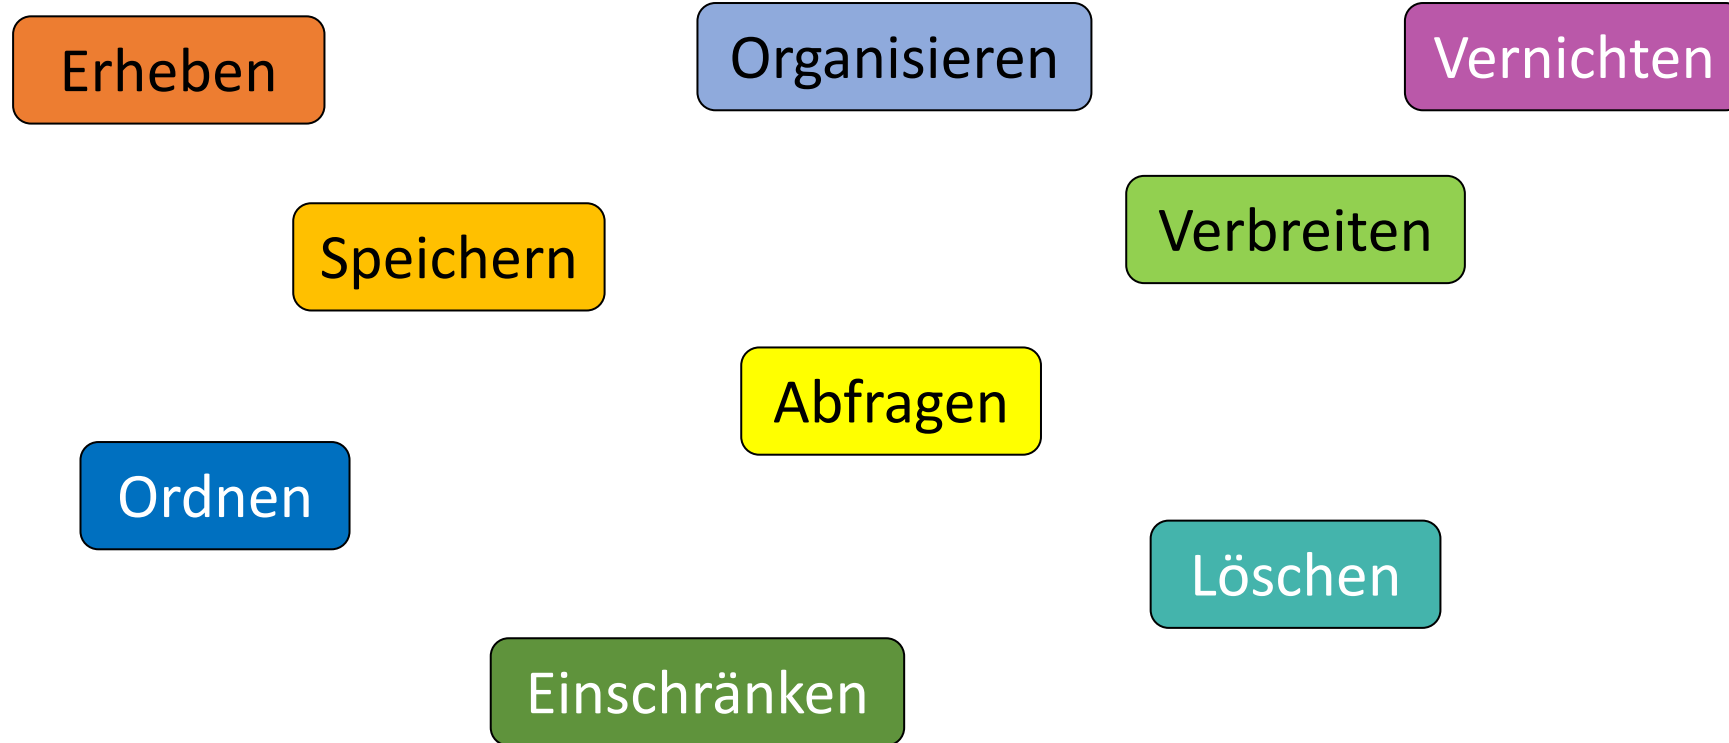 Erheben
Organisieren
Vernichten
Speichern
Verbreiten
Abfragen
Ordnen
Löschen
Einschränken